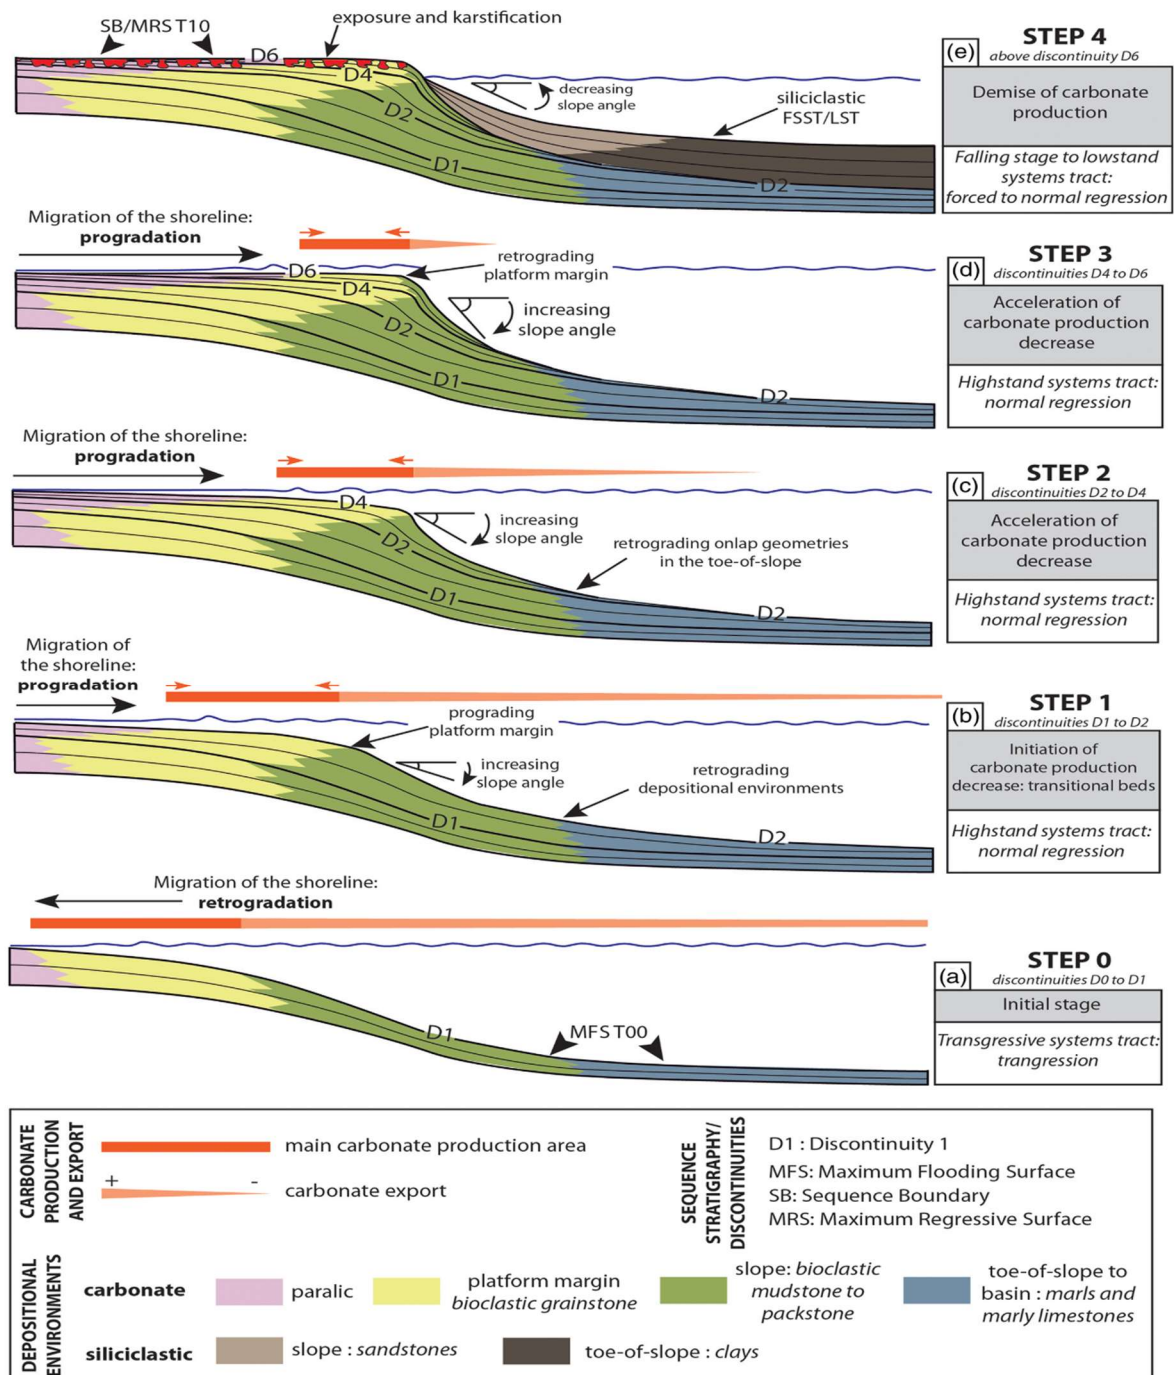 SB/MRS T10
exposure and karstification
D6
D4
D2
D1
D2
decreasing
slope angle
siliciclastic
FSST/LST
(e)
STEP 4
above discontinuity D6
Demise of carbonate
production
Falling stage to lowstand
systems tract:
forced to normal regression
Migration of the shoreline:
progradation
D6
D4
D2
D1
D2
retrograding
platform margin
increasing
slope angle
(d)
STEP 3
discontinuities D4 to D6
Acceleration of
carbonate production
decrease
Highstand systems tract:
normal regression
Migration of the shoreline:
progradation
D4
D2
D1
D2
increasing
slope angle
retrograding onlap geometries
in the toe-of-slope
(c)
STEP 2
discontinuities D2 to D4
Acceleration of
carbonate production
decrease
Highstand systems tract:
normal regression
Migration of
the shoreline:
progradation
prograding
platform margin
increasing
slope angle
retrograding
depositional environments
D1
D2
(b)
STEP 1
discontinuities D1 to D2
Initiation of
carbonate production
decrease: transitional beds
Highstand systems tract:
normal regression
Migration of the shoreline:
retrogradation
D1
MFS T00
(a)
STEP 0
discontinuities D0 to D1
Initial stage
Transgressive systems tract:
trangression
CARBONATE
PRODUCTION
AND EXPORT
main carbonate production area
+ -
carbonate export
SEQUENCE
STRATIGRAPHY/
DISCONTINUITIES
D1 : Discontinuity 1
MFS: Maximum Flooding Surface
SB: Sequence Boundary
MRS: Maximum Regressive Surface
DEPOSITIONAL
ENVIRONMENTS
carbonate
paralic
platform margin
bioclastic grainstone
slope: bioclastic
mudstone to
packstone
toe-of-slope to
basin : marls and
marly limestones
siliciclastic
slope : sandstones
toe-of-slope : clays